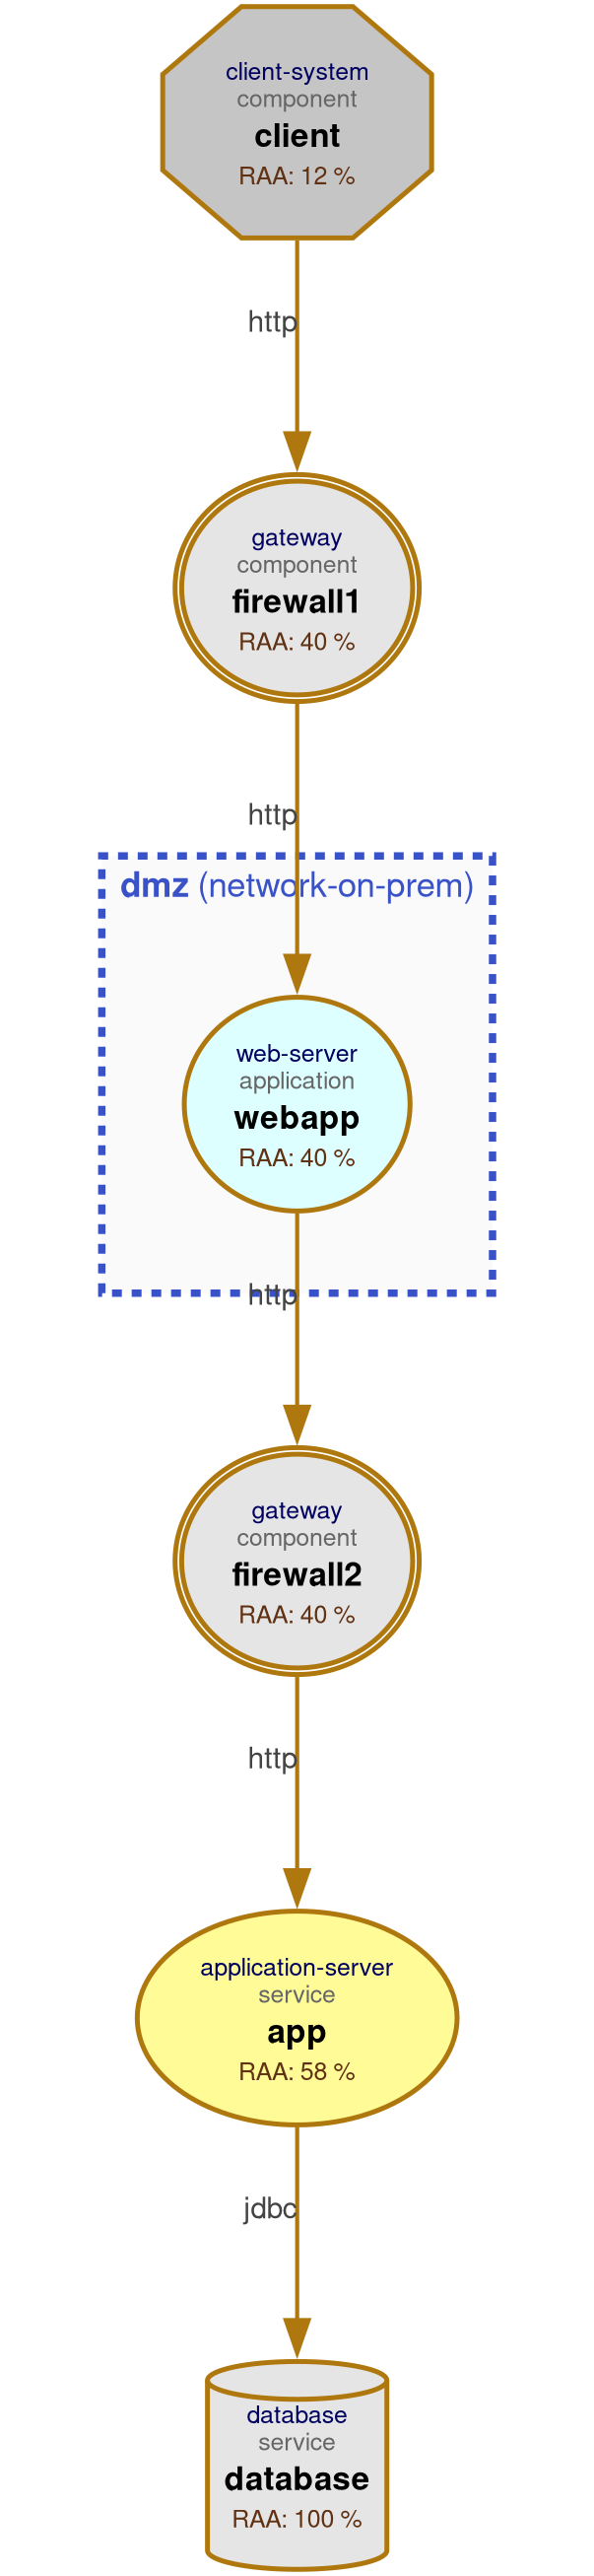 client-system
component
client
RAA: 12 %
http
gateway
component
firewall1
RAA: 40 %
http
dmz (network-on-prem)
web-server
application
webapp
RAA: 40 %
http
gateway
component
firewall2
RAA: 40 %
http
application-server
service
app
RAA: 58 %
jdbc
database
service
database
RAA: 100 %